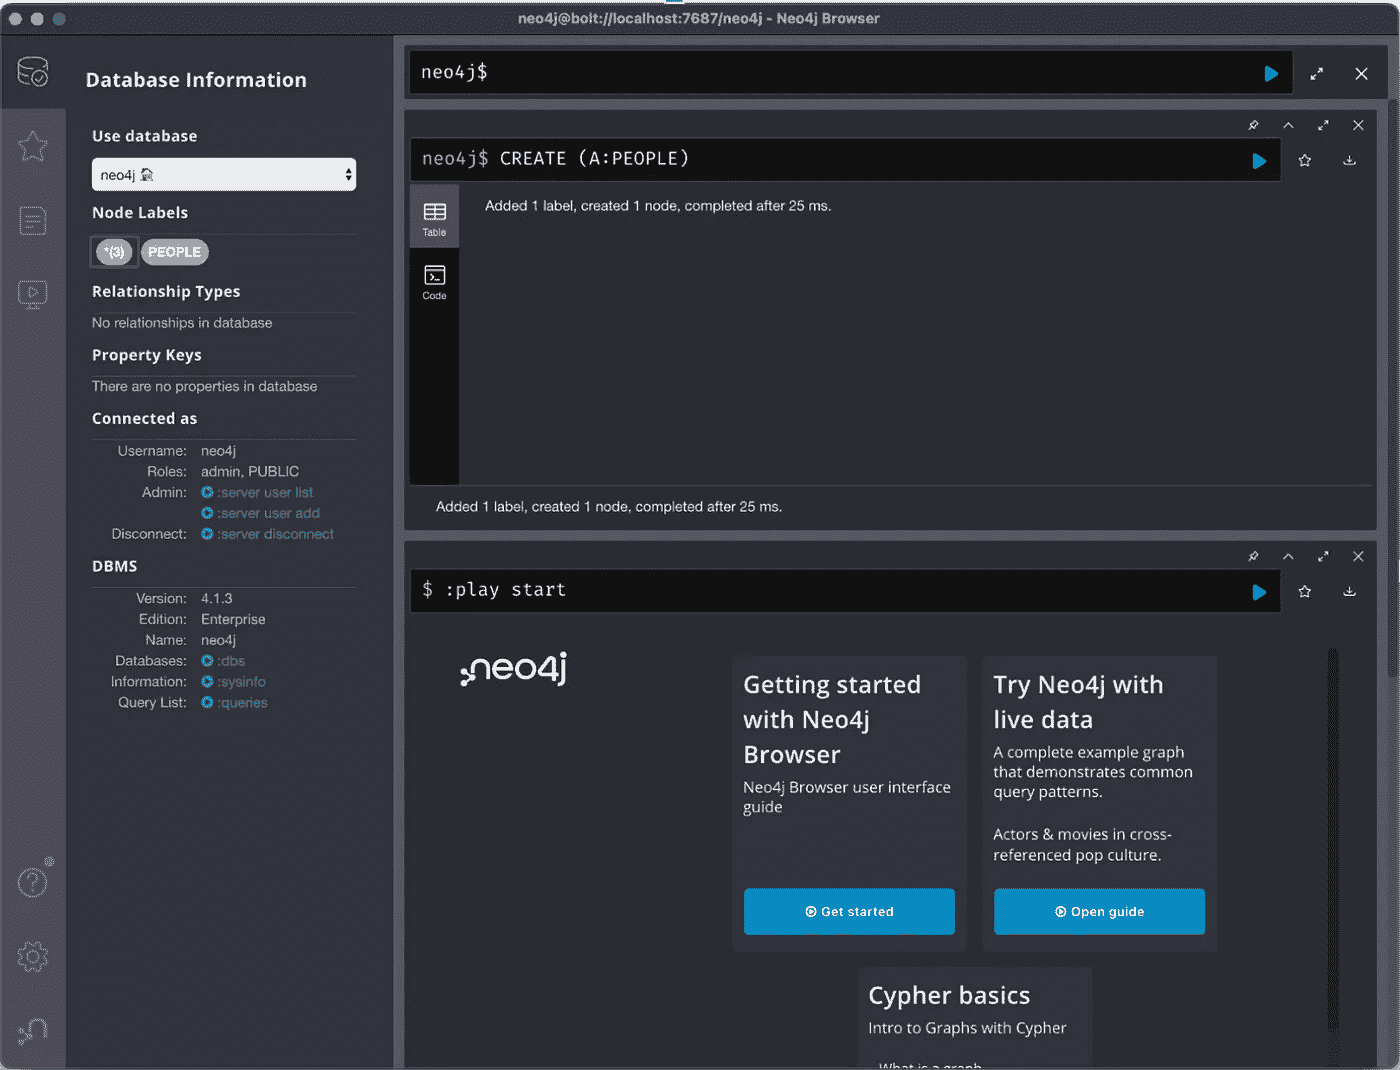 neo4j@bolt://localhost:7687/neo4j - Neo4j Browser
Database Information
Use database
neo4j
Node Labels
*(3) PEOPLE
Relationship Types
No relationships in database
Property Keys
There are no properties in database
Connected as
Username: neo4j
Roles: admin, PUBLIC
Admin: :server user list
:server user add
Disconnect: :server disconnect
DBMS
Version: 4.1.3
Edition: Enterprise
Name: neo4j
Databases: :dbs
Information: :sysinfo
Query List: :queries
neo4j$
neo4j$ CREATE (A:PEOPLE)
Table
Code
Added 1 label, created 1 node, completed after 25 ms.
Added 1 label, created 1 node, completed after 25 ms.
$ :play start
neo4j
Getting started
with Neo4j
Browser
Neo4j Browser user interface
guide
Get started
Try Neo4j with
live data
A complete example graph
that demonstrates common
query patterns.
Actors & movies in cross-
referenced pop culture.
Open guide
Cypher basics
Intro to Graphs with Cypher
What is a graph